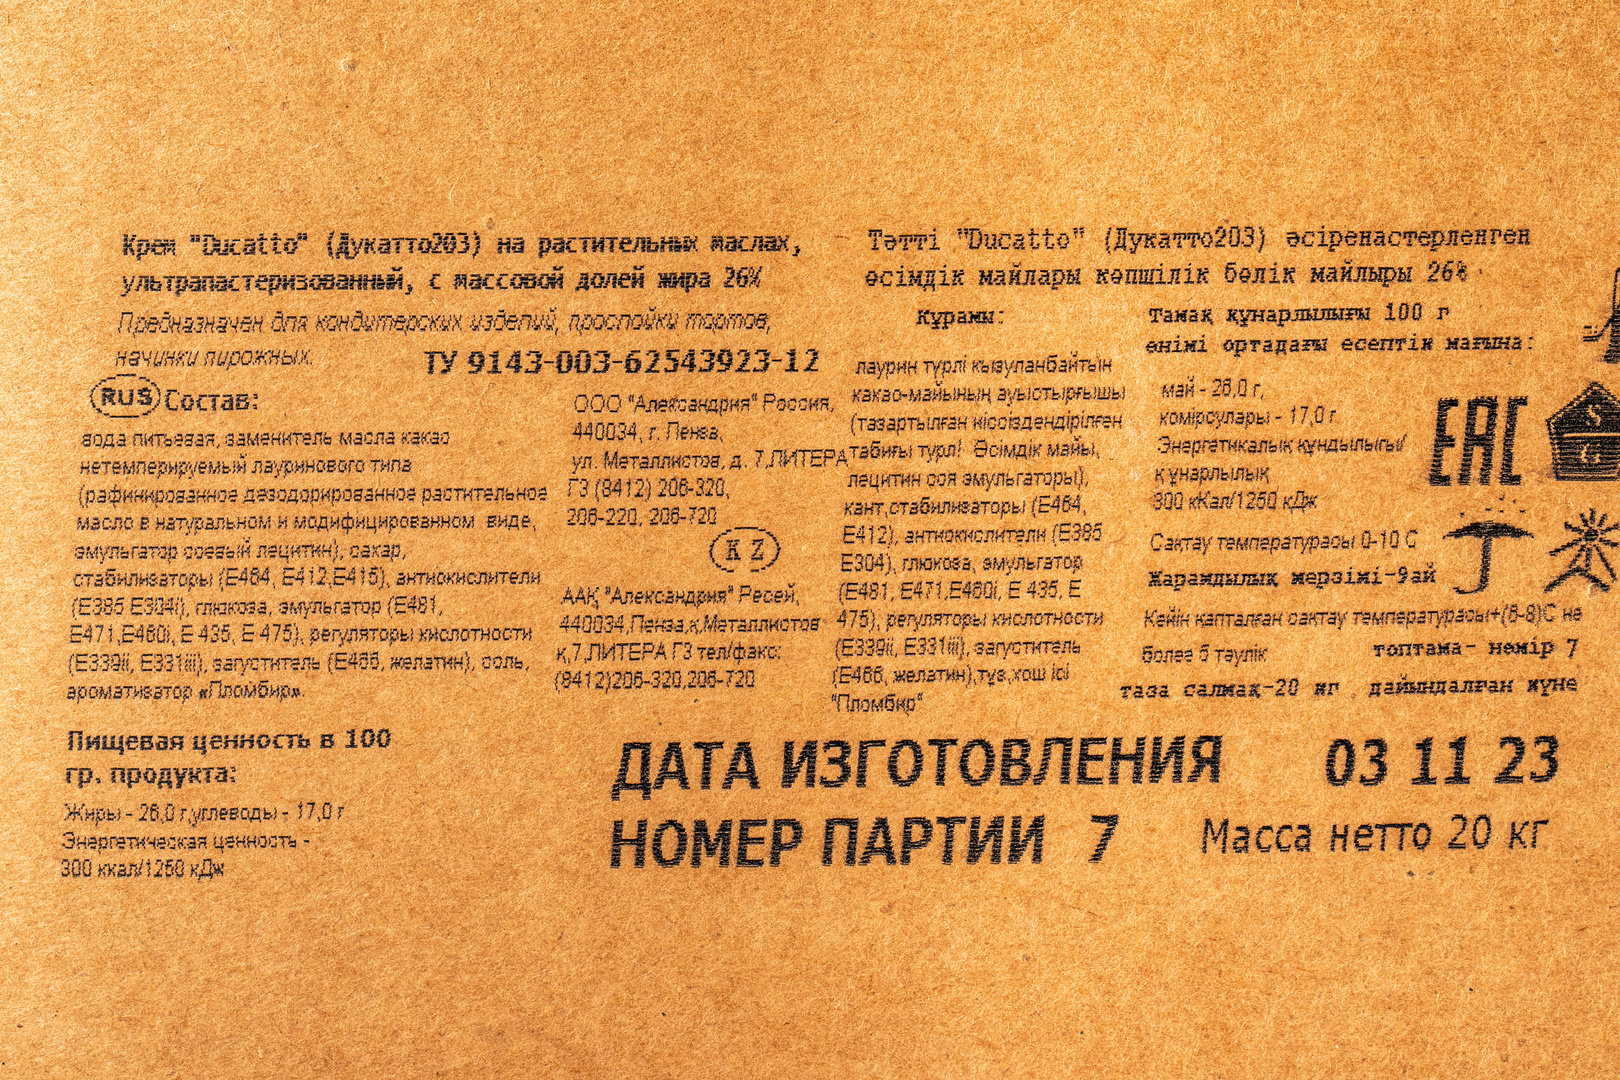 Крем "Ducatto" (Дукатто203) на растительных маслах,
ультрапастеризованный, с массовой долей жира 26%
Предназначен для кондитерских изделий, прослойки тортов,
начинки пирожных.
ТУ 9143-003-62543923-12
RUS Состав:
вода питьевая, заменитель масла какао
нетемперируемый лауринового типа
(рафинированное дезодорированное растительное
масло в натуральном и модифицированном виде,
эмульгатор соевый лецитин), сахар,
стабилизаторы (Е464, Е412,Е415), антиокислители
(Е385 Е304i), глюкоза, эмульгатор (Е481,
Е471,Е460i, Е 435, Е 475), регуляторы кислотности
(Е339ii, Е331iii), загуститель (Е466, желатин), соль,
ароматизатор «Пломбир».
Пищевая ценность в 100
гр. продукта:
Жиры - 26,0 г,углеводы - 17,0 г
Энергетическая ценность -
300 ккал/1250 кДж
ООО "Александрия" Россия,
440034, г. Пенза,
ул. Металлистов, д. 7,ЛИТЕРА
Г3 (8412) 206-320,
206-220, 206-720
KZ
ААҚ "Александрия" Ресей,
440034,Пенза,қ,Металлистов
к,7,ЛИТЕРА Г3 тел/факс:
(8412)206-320,206-720
Тәтті "Ducatto" (Дукатто203) әсіренастерленген
өсімдік майлары көпшілік бөлік майлыры 26%
Құрамы:
лаурин түрлі қызуланбайтын
какао-майының ауыстырғышы
(тазартылған иіссіздендірілген
табиғы түрлі Өсімдік майы,
лецитин соя эмульгаторы),
кант,стабилизаторы (Е464,
Е412), антиокислители (Е385
Е304), глюкоза, эмульгатор
(Е481, Е471,Е460i, Е 435, Е
475), регуляторы кислотности
(Е339ii, Е331iii), загуститель
(Е466, желатин),тұз,хош ісі
"Пломбир"
Тамақ құнарлылығы 100 г
өнімі ортадағы есептік мағына:
май - 26,0 г,
көмірсулары - 17,0 г
Энергетикалық құндылығы/
құнарлылық
300 кКал/1250 кДж
Сақтау температурасы 0-10 С
Жарамдылық мерзімі-9ай
Кейін қапталған сақтау температурасы+(6-8)С не
более 5 тәулік
топтама- нөмір 7
таза салмақ-20 кг дайындалған күне
EAC
ДАТА ИЗГОТОВЛЕНИЯ 03 11 23
НОМЕР ПАРТИИ 7 Масса нетто 20 кг